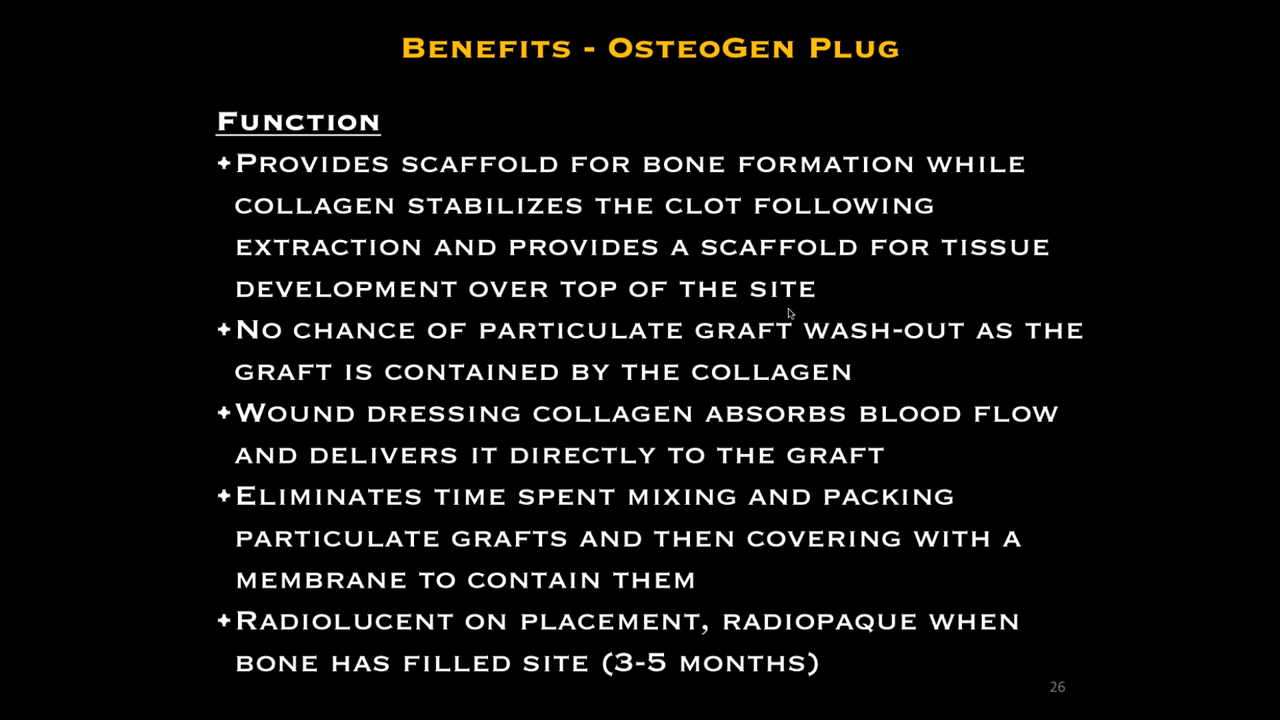 Benefits - OsteoGen Plug
Function
+Provides scaffold for bone formation while
collagen stabilizes the clot following
extraction and provides a scaffold for tissue
development over top of the site
+No chance of particulate graft wash-out as the
graft is contained by the collagen
+Wound dressing collagen absorbs blood flow
and delivers it directly to the graft
+Eliminates time spent mixing and packing
particulate grafts and then covering with a
membrane to contain them
+Radiolucent on placement, radiopaque when
bone has filled site (3-5 months)
26